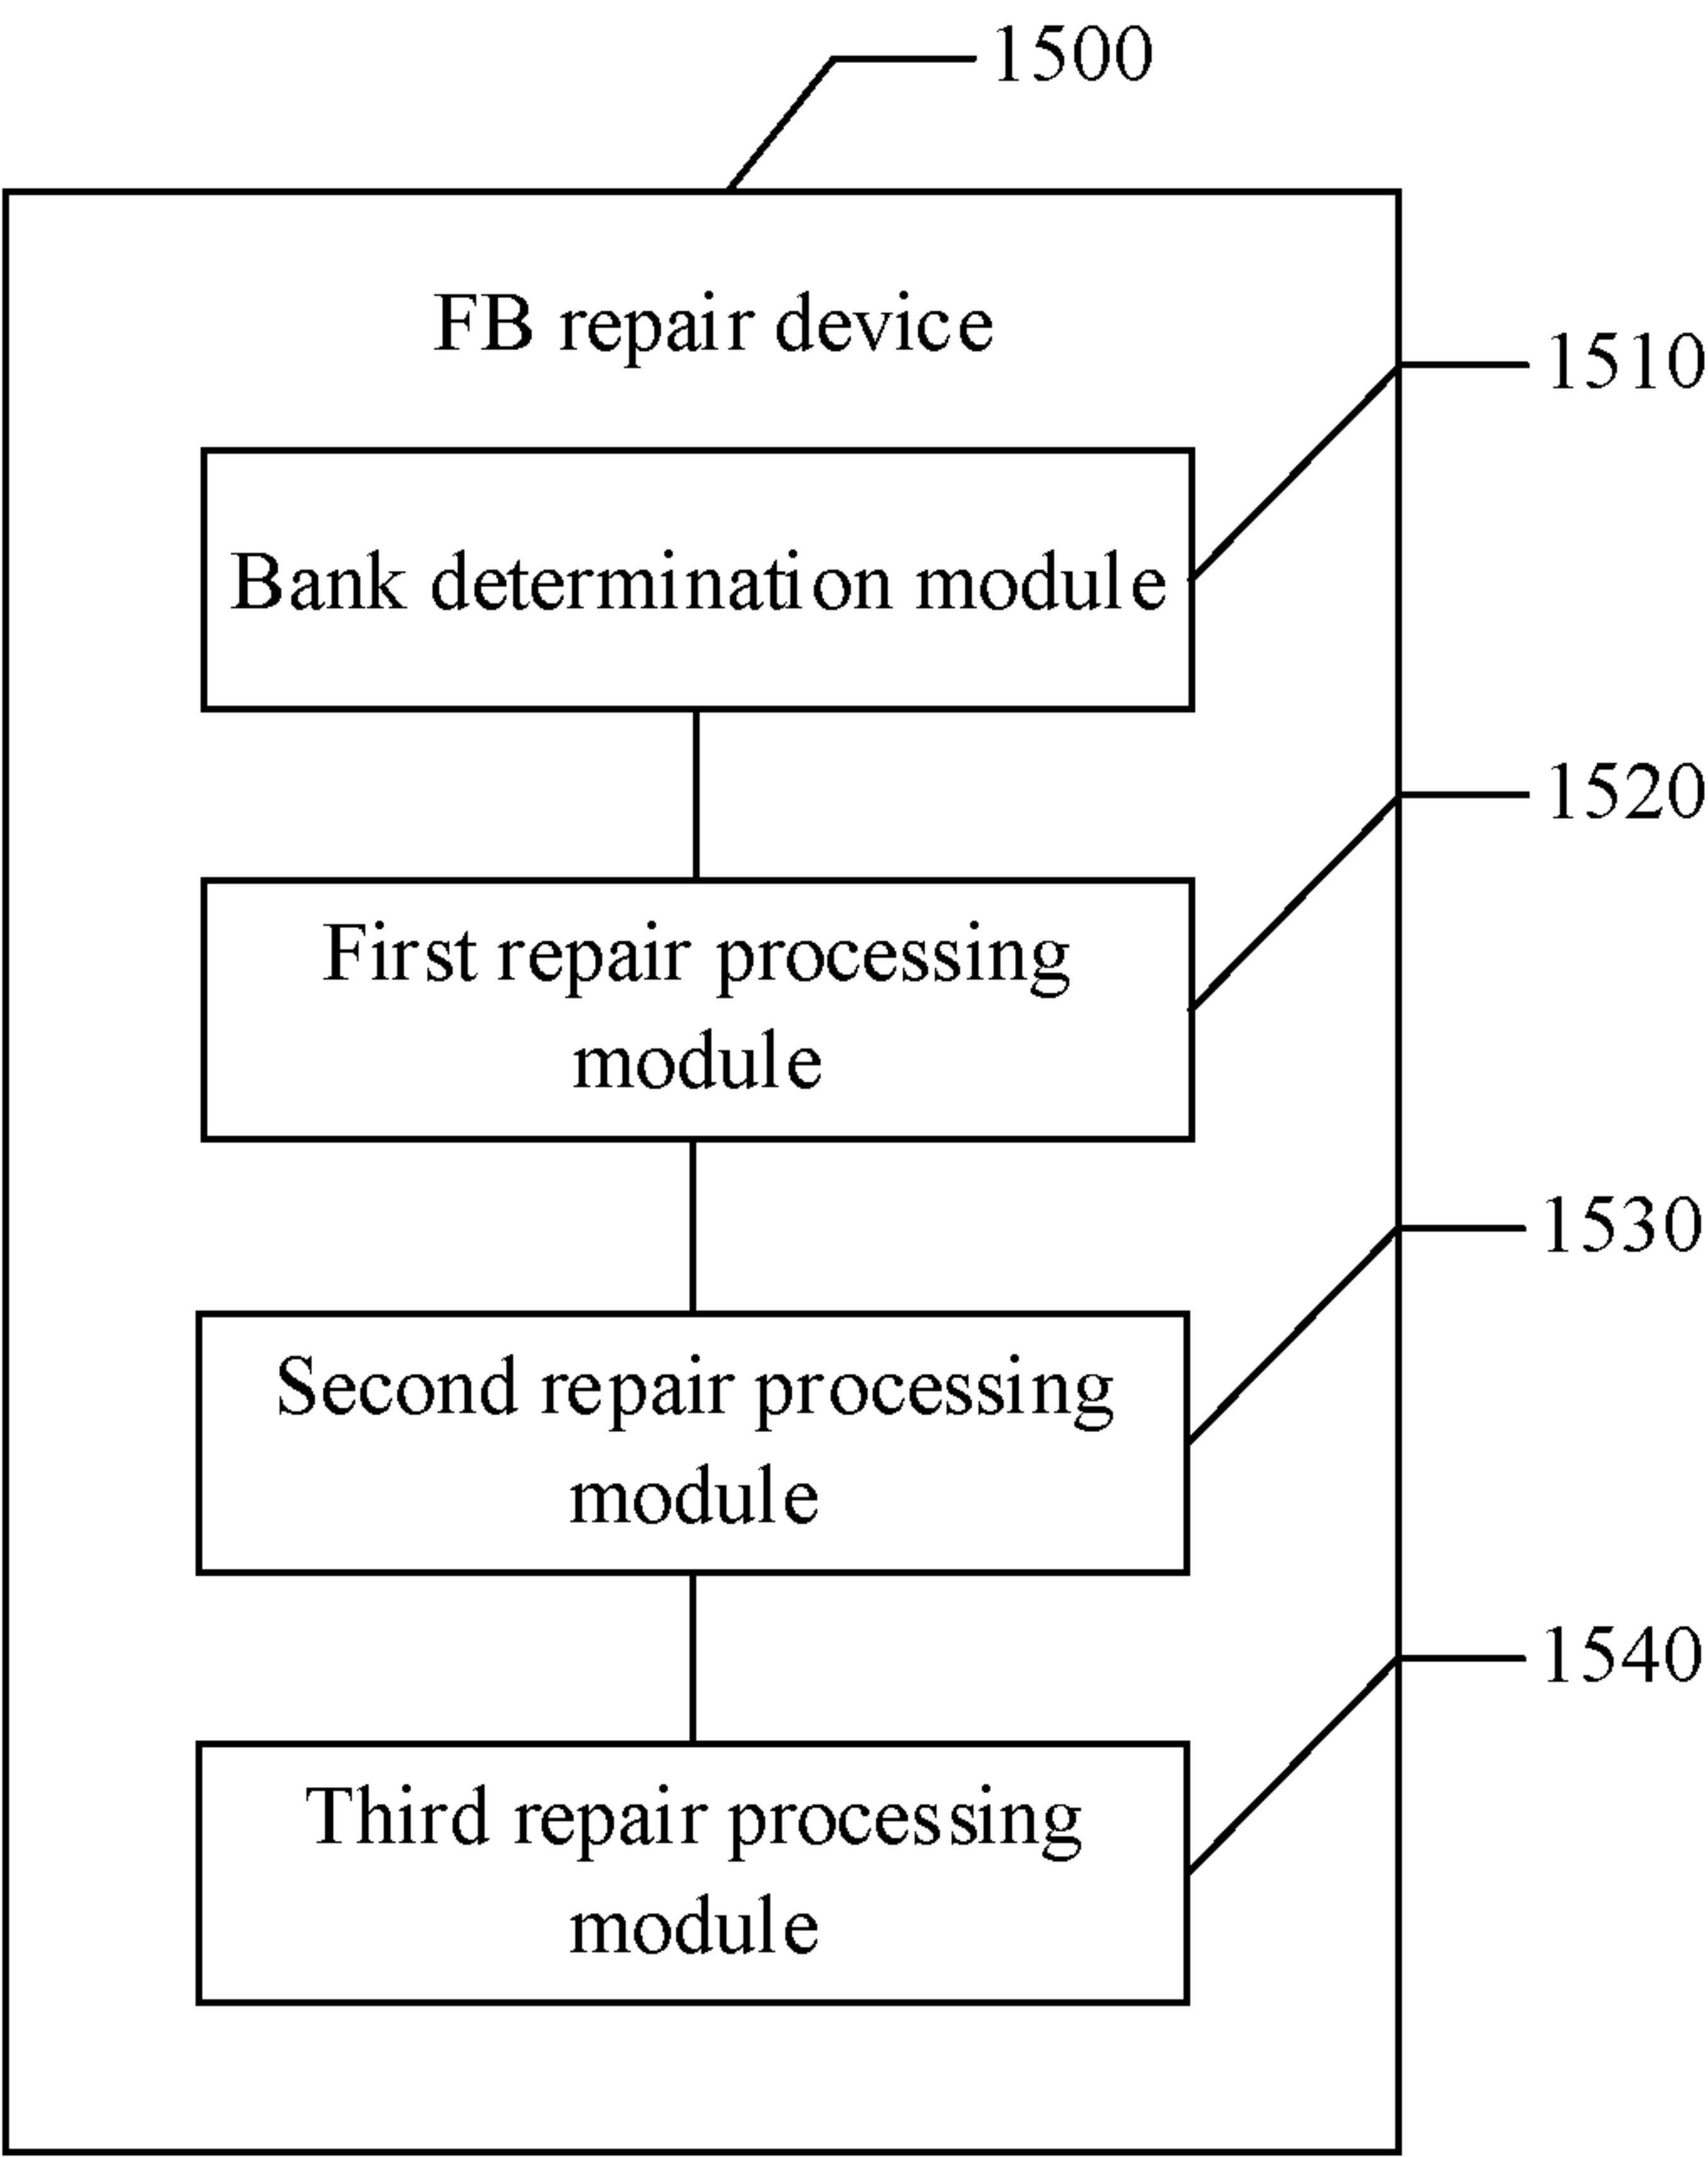 1500
FB repair device
1510
Bank determination module
1520
First repair processing
module
1530
Second repair processing
module
1540
Third repair processing
module